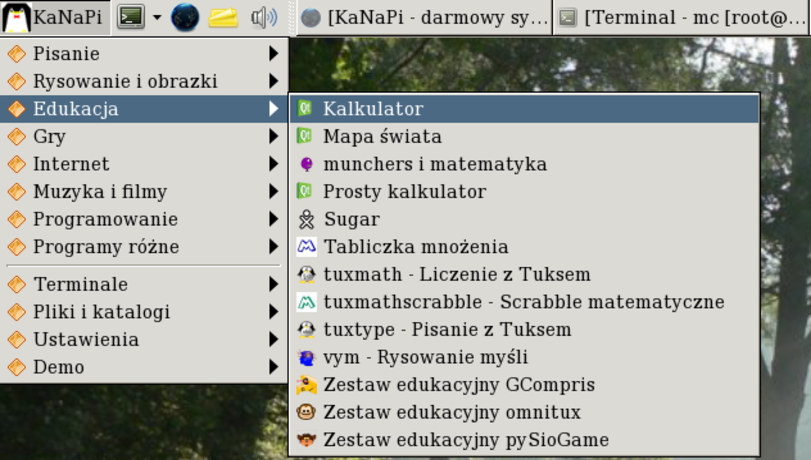 KaNaPi
[KaNaPi - darmowy sy...
[Terminal - mc [root@...
Pisanie
Rysowanie i obrazki
Edukacja
Gry
Internet
Muzyka i filmy
Programowanie
Programy różne
Terminale
Pliki i katalogi
Ustawienia
Demo
Kalkulator
Mapa świata
munchers i matematyka
Prosty kalkulator
Sugar
Tabliczka mnożenia
tuxmath - Liczenie z Tuksem
tuxmathscrabble - Scrabble matematyczne
tuxtype - Pisanie z Tuksem
vym - Rysowanie myśli
Zestaw edukacyjny GCompris
Zestaw edukacyjny omnitux
Zestaw edukacyjny pySioGame